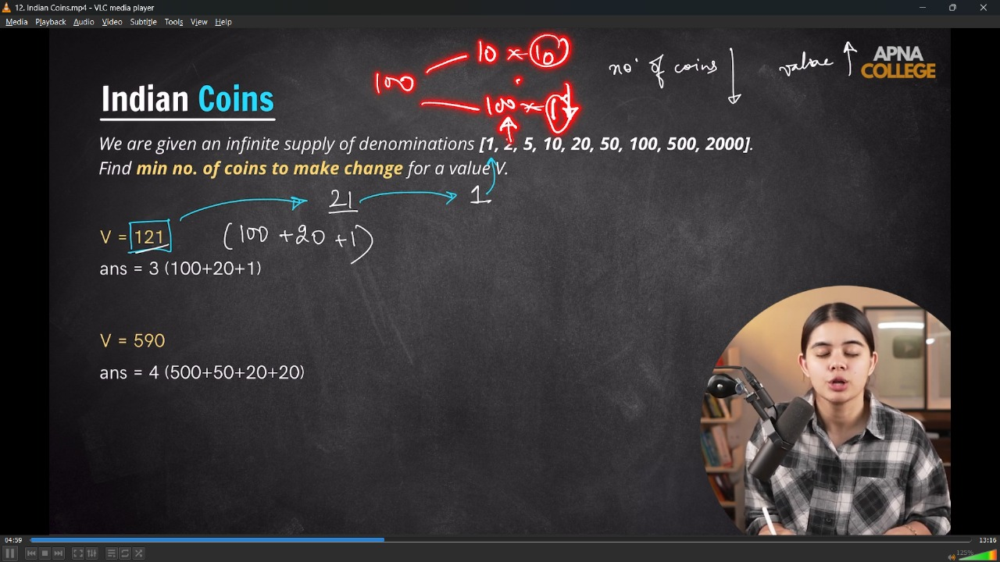 12. Indian Coins.mp4 - VLC media player
Media Playback Audio Video Subtitle Tools View Help
100
10 × 10
100 × 1
no. of coins ↓ value ↑
APNA
COLLEGE
Indian Coins
We are given an infinite supply of denominations [1, 2, 5, 10, 20, 50, 100, 500, 2000].
Find min no. of coins to make change for a value V.
21
1
V = 121
(100 + 20 + 1)
ans = 3 (100+20+1)
V = 590
ans = 4 (500+50+20+20)
04:59
13:16
125%